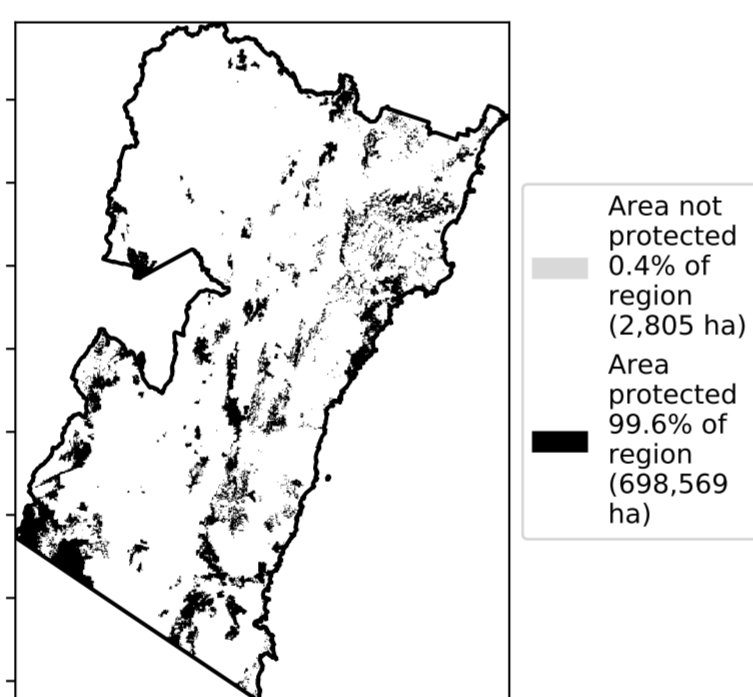 Area not
protected
0.4% of
region
(2,805 ha)
Area
protected
99.6% of
region
(698,569
ha)